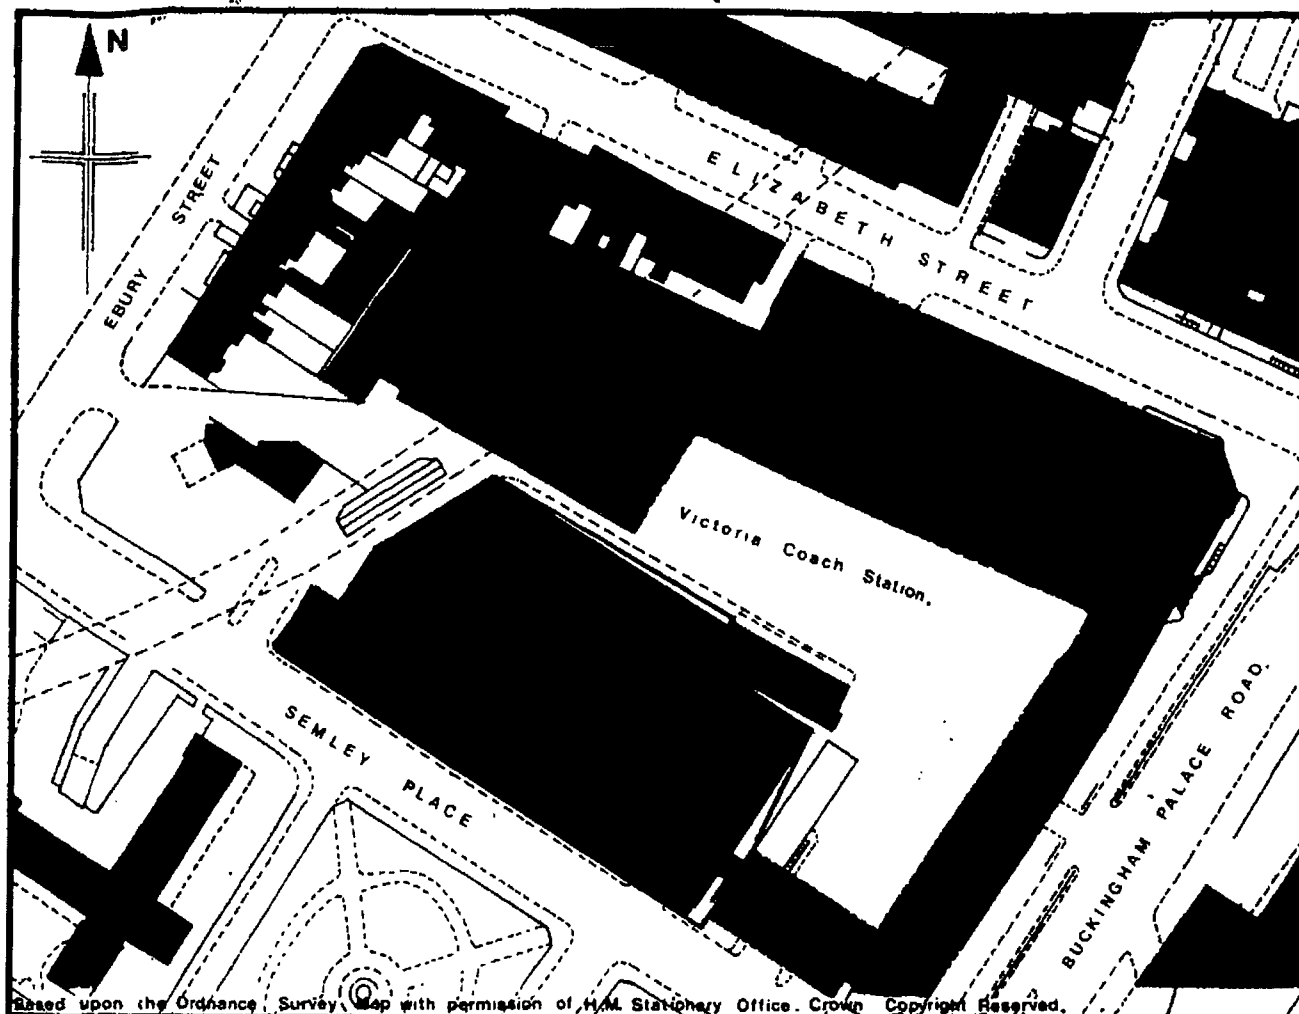 N
ELIZABETH STREET
EBURY STREET
Victoria Coach Station.
SEMLEY PLACE
BUCKINGHAM PALACE ROAD.
Based upon the Ordnance Survey Map with permission of H.M. Stationery Office. Crown Copyright Reserved.